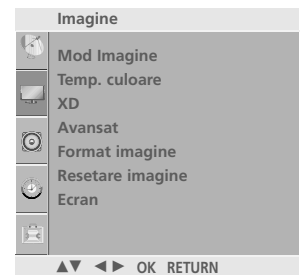 Imagine
Mod Imagine
Temp. culoare
XD
Avansat
Format imagine
Resetare imagine
Ecran
▲▼ ◄► OK RETURN